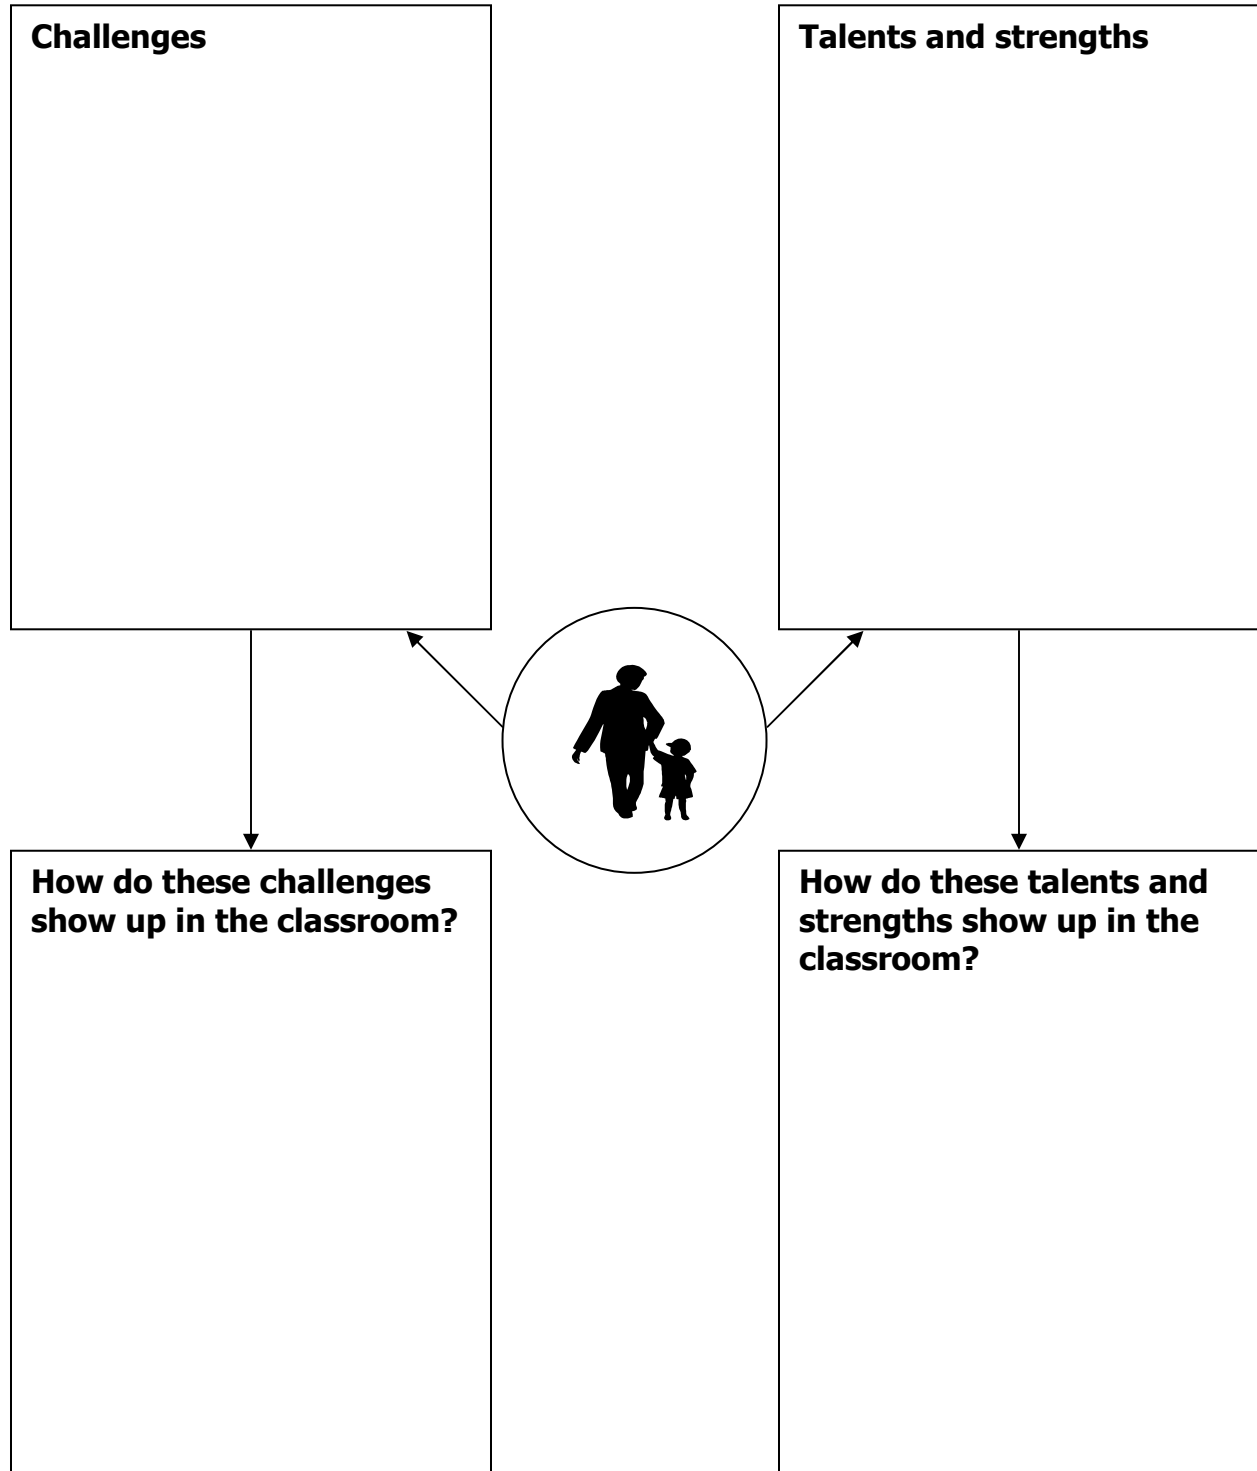 Challenges
Talents and strengths
How do these challenges
show up in the classroom?
How do these talents and
strengths show up in the
classroom?